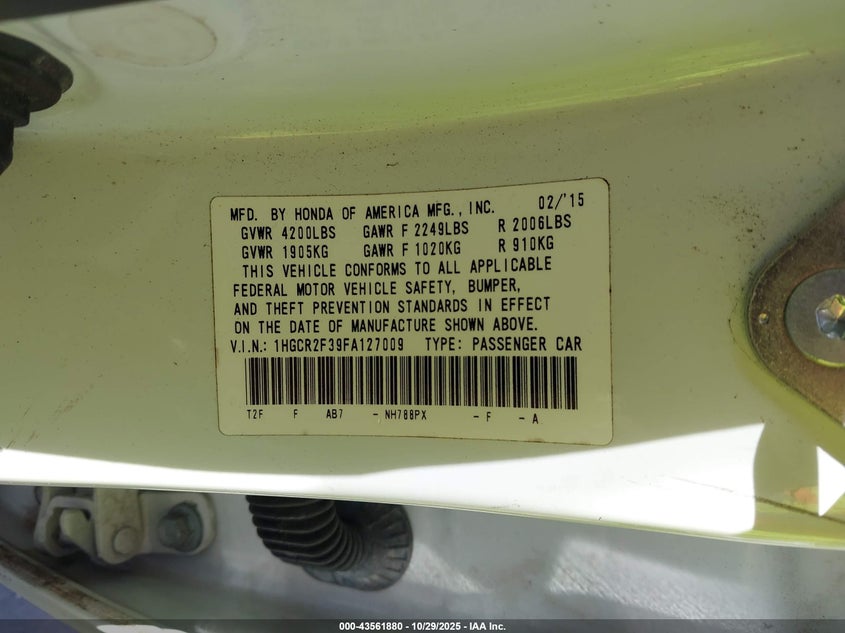 MFD. BY HONDA OF AMERICA MFG., INC. 02/'15
GVWR 4200LBS GAWR F 2249LBS R 2006LBS
GVWR 1905KG GAWR F 1020KG R 910KG
THIS VEHICLE CONFORMS TO ALL APPLICABLE
FEDERAL MOTOR VEHICLE SAFETY, BUMPER,
AND THEFT PREVENTION STANDARDS IN EFFECT
ON THE DATE OF MANUFACTURE SHOWN ABOVE.
V.I.N.: 1HGCR2F39FA127009 TYPE: PASSENGER CAR
T2F F AB7 - NH788PX - F - A
000-43561880 - 10/29/2025 - IAA Inc.